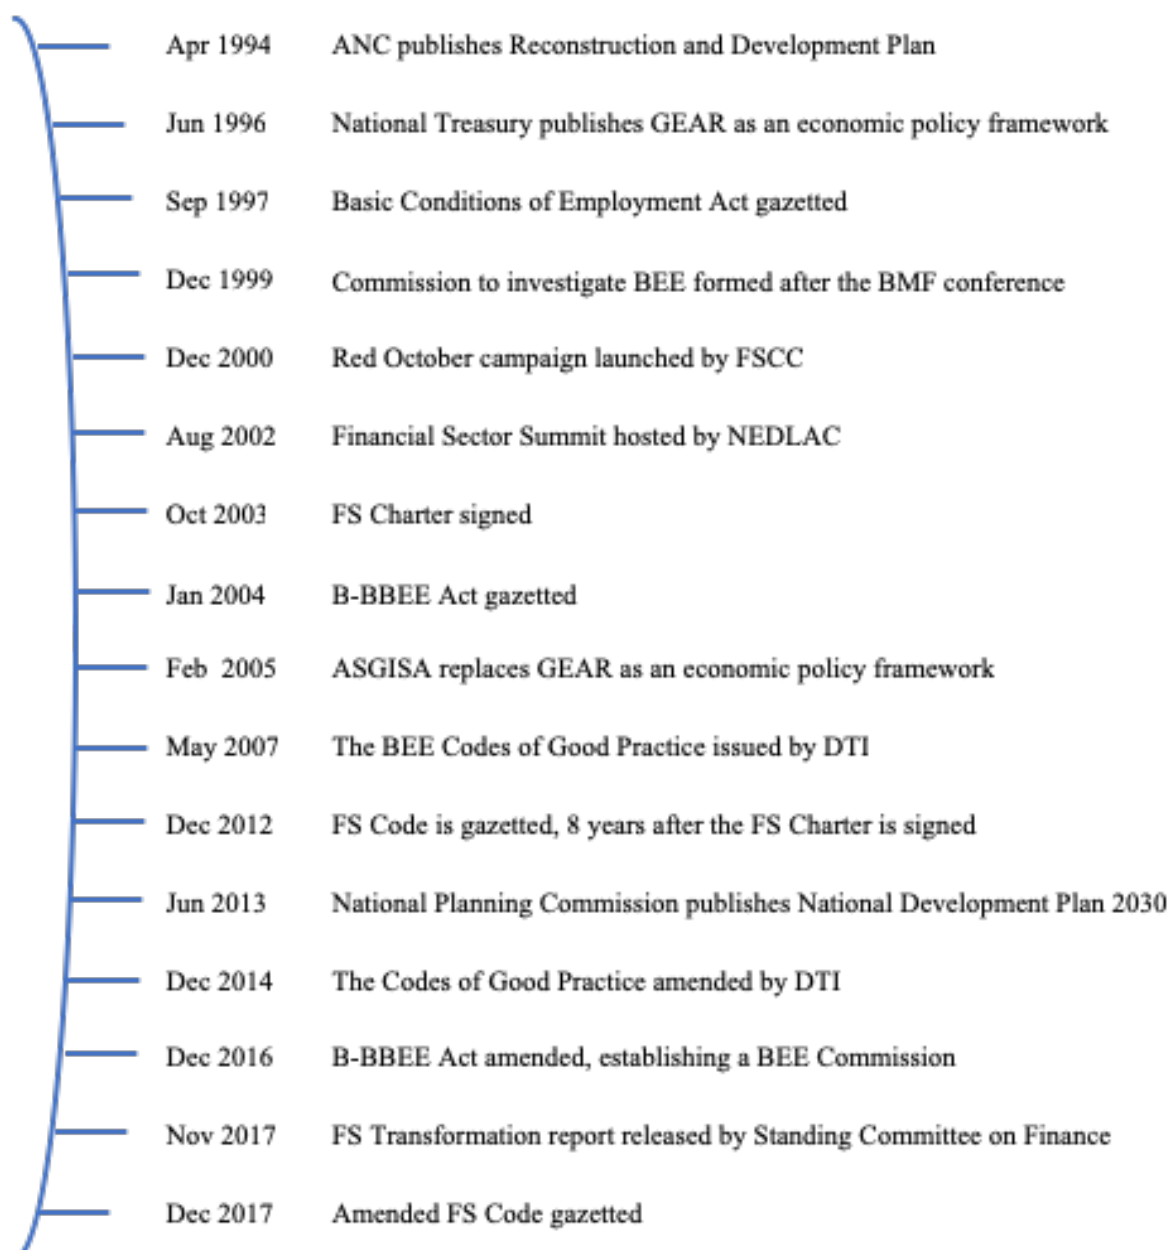 Apr 1994 ANC publishes Reconstruction and Development Plan
Jun 1996 National Treasury publishes GEAR as an economic policy framework
Sep 1997 Basic Conditions of Employment Act gazetted
Dec 1999 Commission to investigate BEE formed after the BMF conference
Dec 2000 Red October campaign launched by FSCC
Aug 2002 Financial Sector Summit hosted by NEDLAC
Oct 2003 FS Charter signed
Jan 2004 B-BBEE Act gazetted
Feb 2005 ASGISA replaces GEAR as an economic policy framework
May 2007 The BEE Codes of Good Practice issued by DTI
Dec 2012 FS Code is gazetted, 8 years after the FS Charter is signed
Jun 2013 National Planning Commission publishes National Development Plan 2030
Dec 2014 The Codes of Good Practice amended by DTI
Dec 2016 B-BBEE Act amended, establishing a BEE Commission
Nov 2017 FS Transformation report released by Standing Committee on Finance
Dec 2017 Amended FS Code gazetted